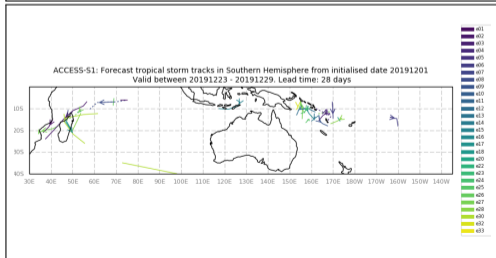 ACCESS-S1: Forecast tropical storm tracks in Southern Hemisphere from initialised date 20191201
Valid between 20191223 - 20191229. Lead time: 28 days
10S
20S
30S
40S
30E 40E 50E 60E 70E 80E 90E 100E 110E 120E 130E 140E 150E 160E 170E 180E 170W 160W 150W 140W
e01
e02
e03
e04
e05
e06
e07
e08
e09
e10
e11
e12
e13
e14
e15
e16
e17
e18
e20
e22
e23
e24
e25
e26
e27
e28
e30
e32
e33